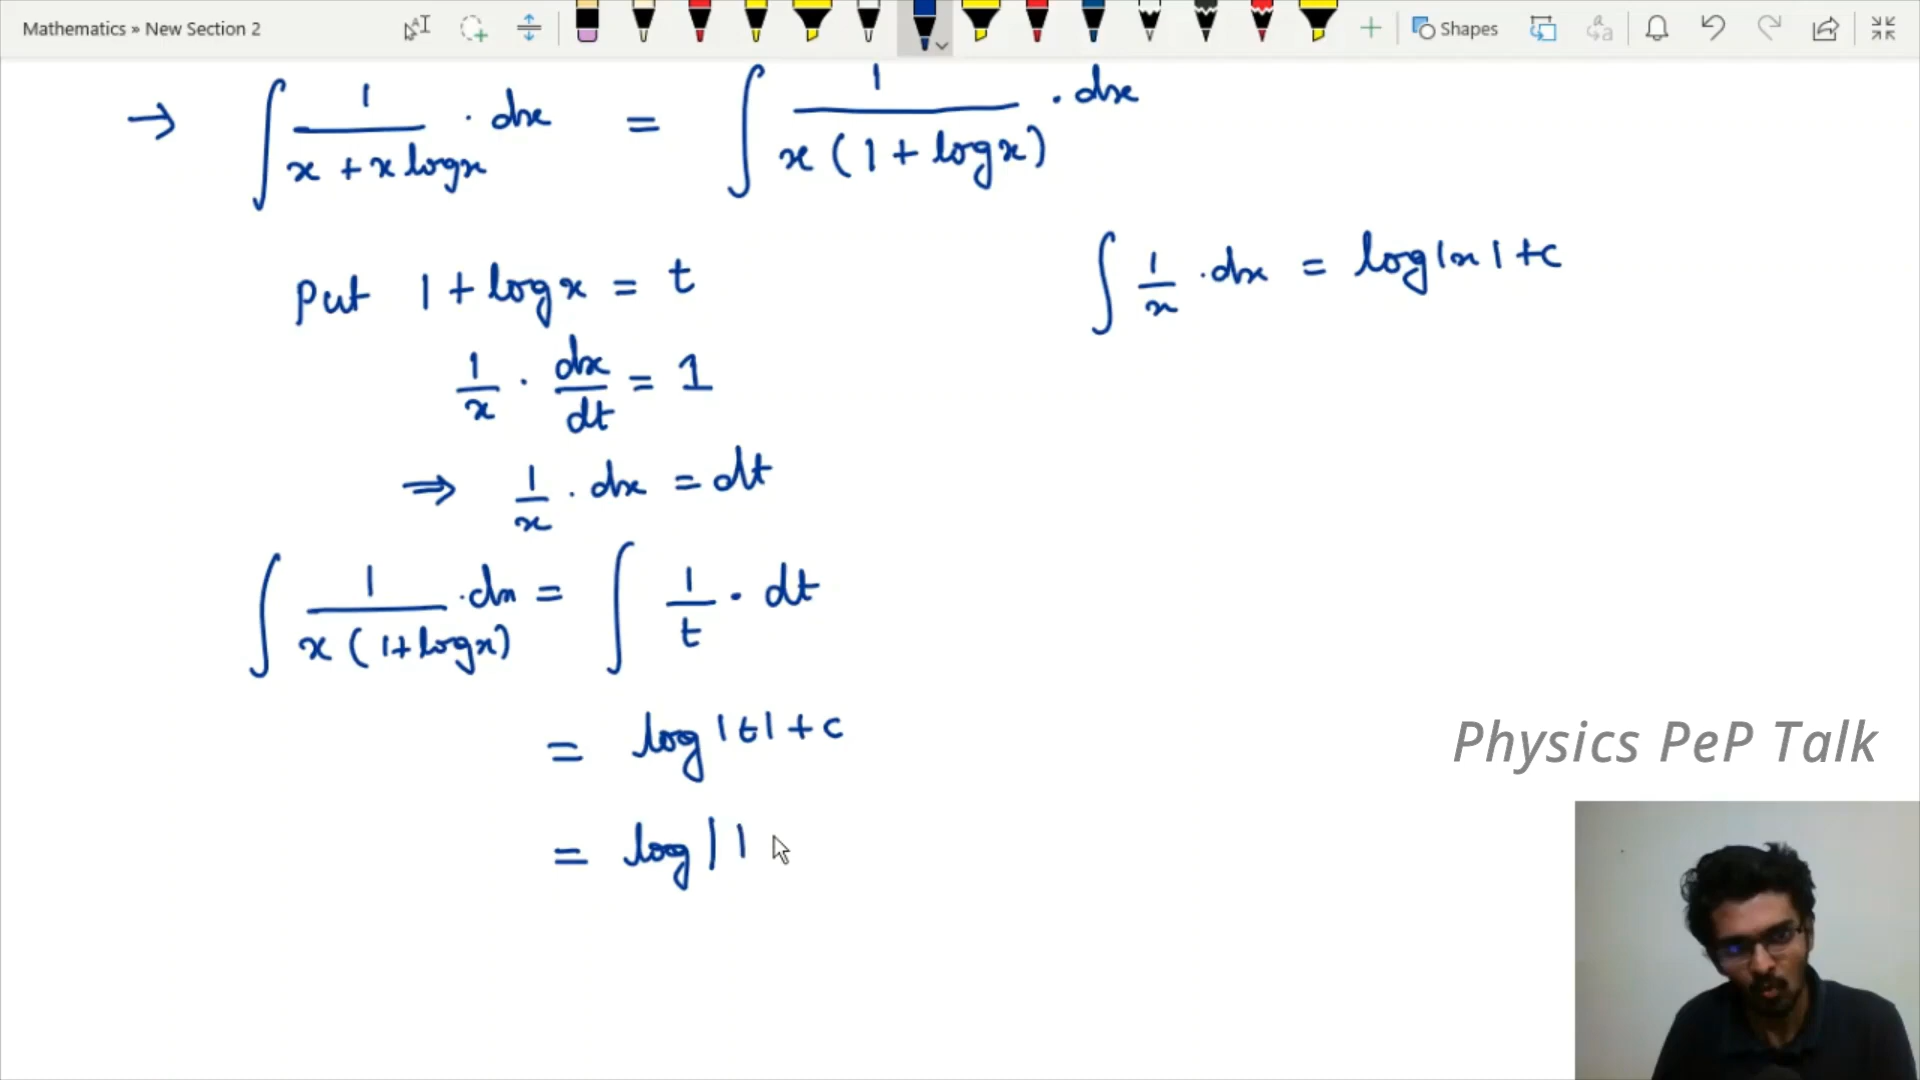 Mathematics » New Section 2
Shapes
→ ∫ 1/(x + x logx) · dx = ∫ 1/(x (1 + logx)) · dx
∫ 1/x · dx = log|x| + c
Put 1 + logx = t
1/x · dx/dt = 1
⇒ 1/x · dx = dt
∫ 1/(x (1+logx)) · dx = ∫ 1/t · dt
= log |t| + c
= log | 1
Physics PeP Talk